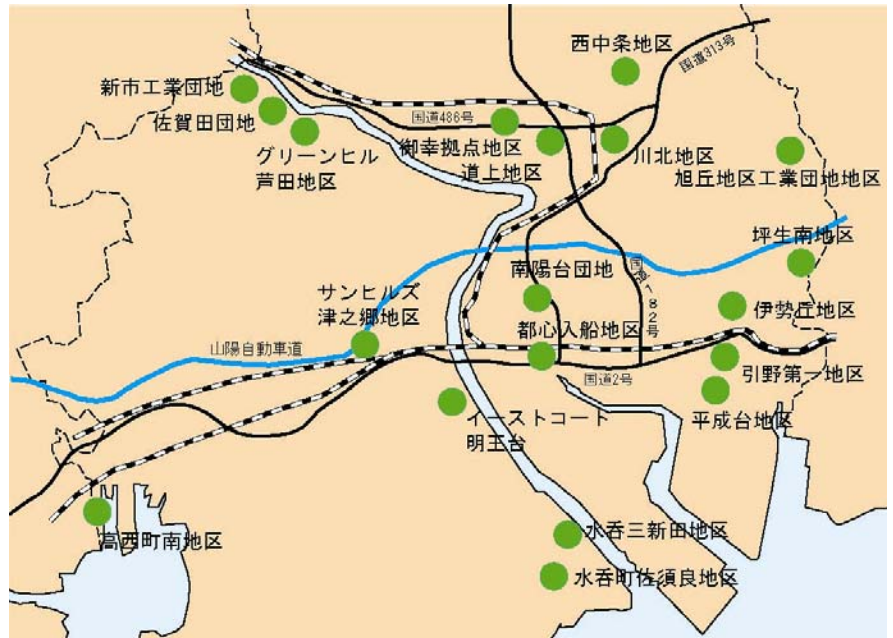 西中条地区
国道313号
新市工業団地
佐賀田団地
国道486号
グリーンヒル
芦田地区
御幸拠点地区
道上地区
川北地区
旭丘地区工業団地地区
坪生南地区
南陽台団地
国道182号
サンヒルズ
津之郷地区
伊勢丘地区
都心入船地区
山陽自動車道
国道2号
引野第一地区
イーストコート
明王台
平成台地区
高西町南地区
水呑三新田地区
水呑町佐須良地区